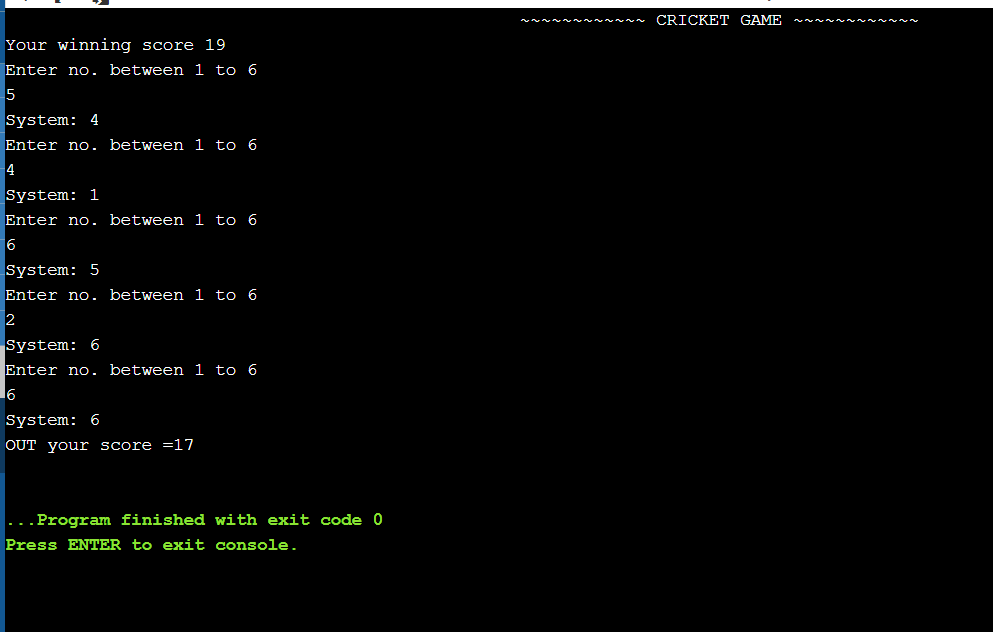 ~~~~~~~~~~~~ CRICKET GAME ~~~~~~~~~~~~
Your winning score 19
Enter no. between 1 to 6
5
System: 4
Enter no. between 1 to 6
4
System: 1
Enter no. between 1 to 6
6
System: 5
Enter no. between 1 to 6
2
System: 6
Enter no. between 1 to 6
6
System: 6
OUT your score =17
...Program finished with exit code 0
Press ENTER to exit console.